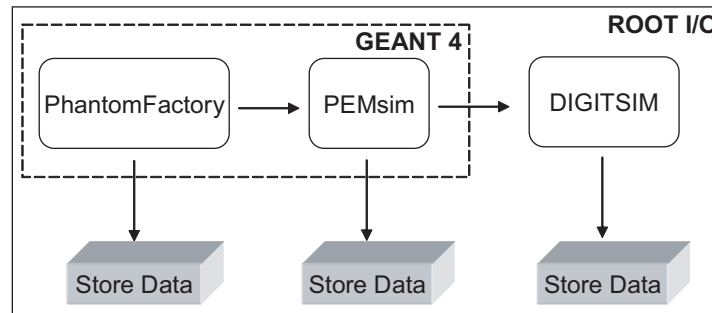 ROOT I/O
GEANT 4
PhantomFactory
PEMsim
DIGITSIM
Store Data
Store Data
Store Data